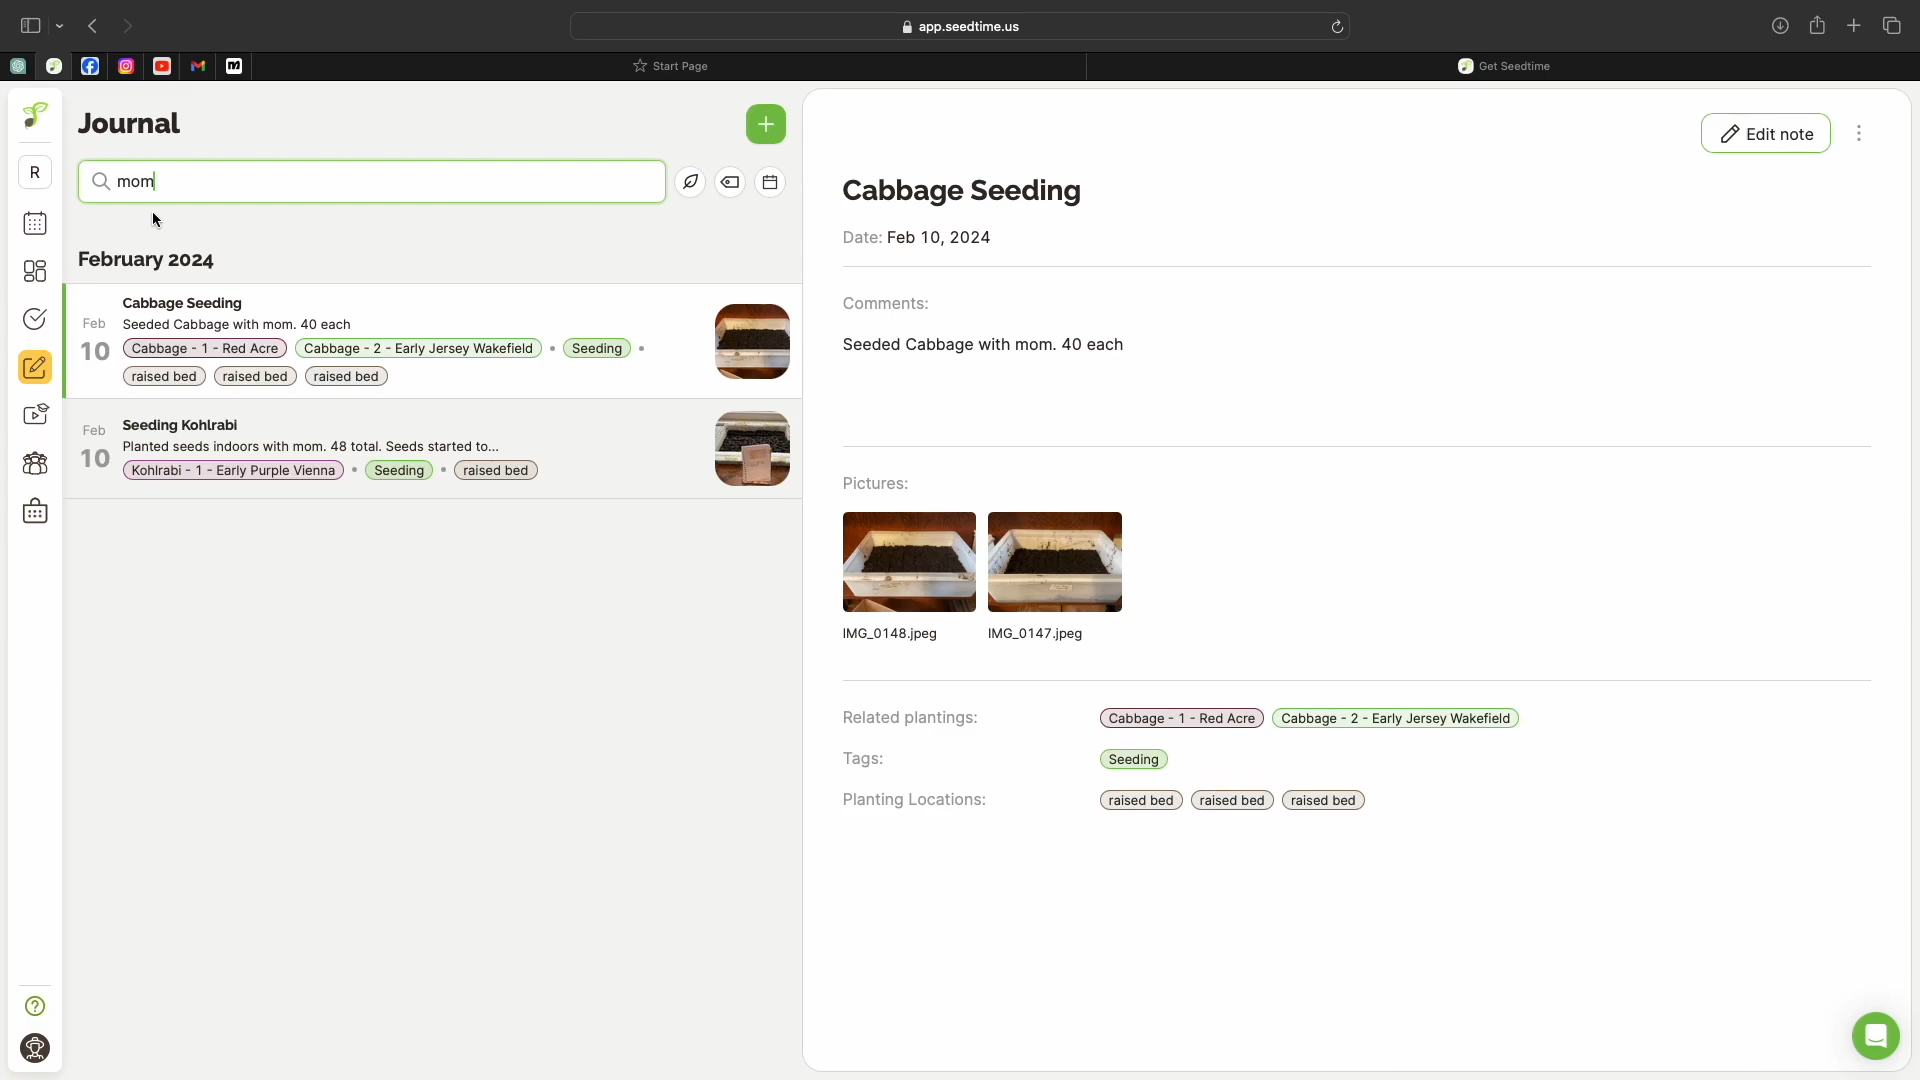 app.seedtime.us
Start Page
Get Seedtime
Journal
R
mom
February 2024
Feb
10
Cabbage Seeding
Seeded Cabbage with mom. 40 each
Cabbage - 1 - Red Acre
Cabbage - 2 - Early Jersey Wakefield
Seeding
raised bed
raised bed
raised bed
Feb
10
Seeding Kohlrabi
Planted seeds indoors with mom. 48 total. Seeds started to...
Kohlrabi - 1 - Early Purple Vienna
Seeding
raised bed
Edit note
Cabbage Seeding
Date: Feb 10, 2024
Comments:
Seeded Cabbage with mom. 40 each
Pictures:
IMG_0148.jpeg
IMG_0147.jpeg
Related plantings:
Cabbage - 1 - Red Acre
Cabbage - 2 - Early Jersey Wakefield
Tags:
Seeding
Planting Locations:
raised bed
raised bed
raised bed